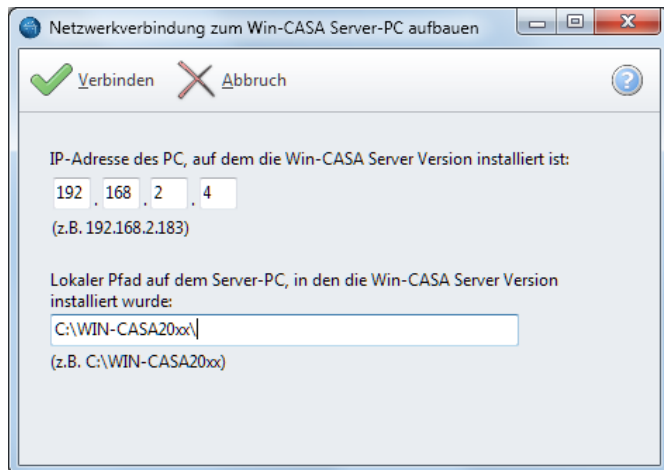 Netzwerkverbindung zum Win-CASA Server-PC aufbauen
Verbinden Abbruch ?
IP-Adresse des PC, auf dem die Win-CASA Server Version installiert ist:
192 . 168 . 2 . 4
(z.B. 192.168.2.183)
Lokaler Pfad auf dem Server-PC, in den die Win-CASA Server Version
installiert wurde:
C:\WIN-CASA20xx\
(z.B. C:\WIN-CASA20xx)